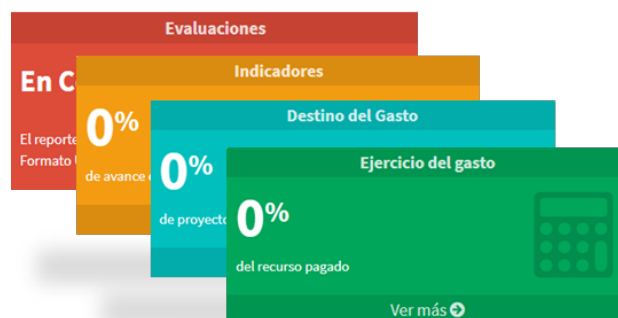 Evaluaciones
En
El reporte
Formato
Indicadores
0%
de avance
Destino del Gasto
0%
de proyecto
Ejercicio del gasto
0%
del recurso pagado
Ver más